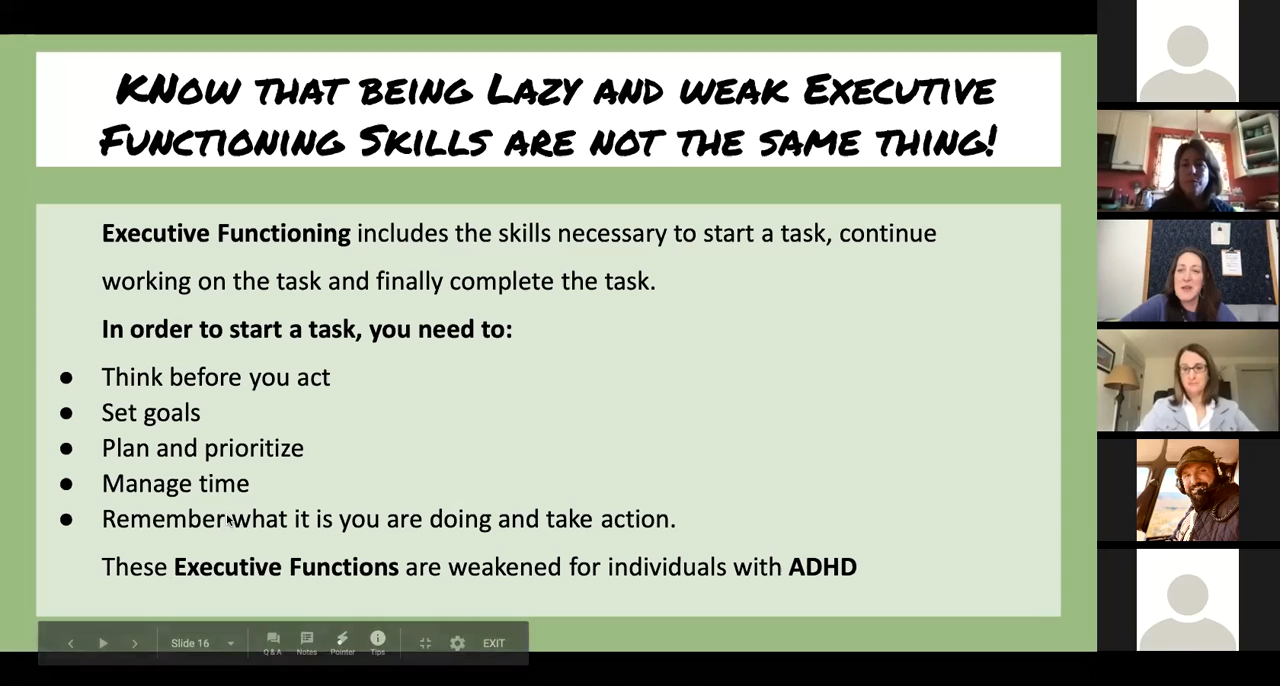 KNow that being Lazy and weak Executive
Functioning Skills are not the same thing!
Executive Functioning includes the skills necessary to start a task, continue
working on the task and finally complete the task.
In order to start a task, you need to:
● Think before you act
● Set goals
● Plan and prioritize
● Manage time
● Remember what it is you are doing and take action.
These Executive Functions are weakened for individuals with ADHD
Slide 16
Q & A
Notes
Pointer
Tips
EXIT